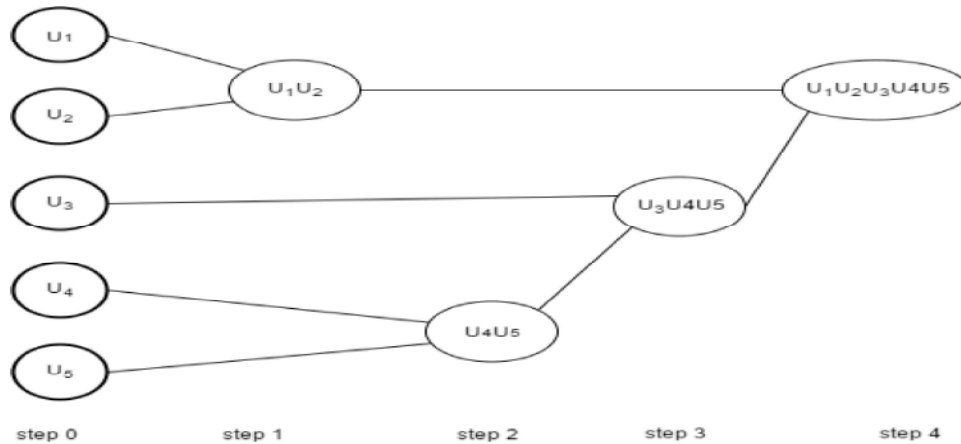 U1
U₂
U₃
U₄
U₅
U₁U₂
U₄U₅
U₃U4U5
U₁U₂U₃U4U5
step 0
step 1
step 2
step 3
step 4